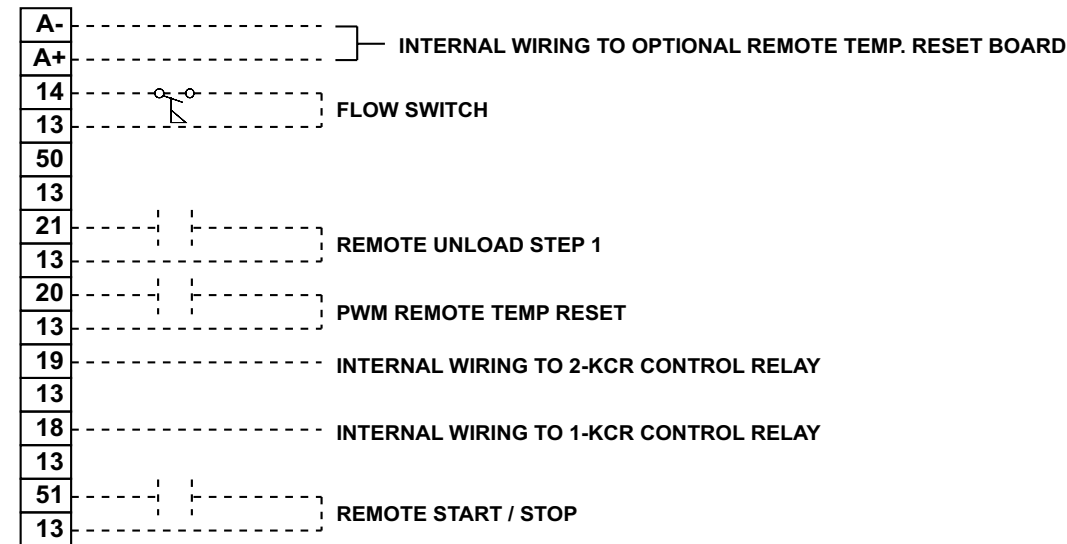 A-
INTERNAL WIRING TO OPTIONAL REMOTE TEMP. RESET BOARD
A+
14
FLOW SWITCH
13
50
13
21
REMOTE UNLOAD STEP 1
13
20
PWM REMOTE TEMP RESET
13
19 INTERNAL WIRING TO 2-KCR CONTROL RELAY
13
18 INTERNAL WIRING TO 1-KCR CONTROL RELAY
13
51
REMOTE START / STOP
13